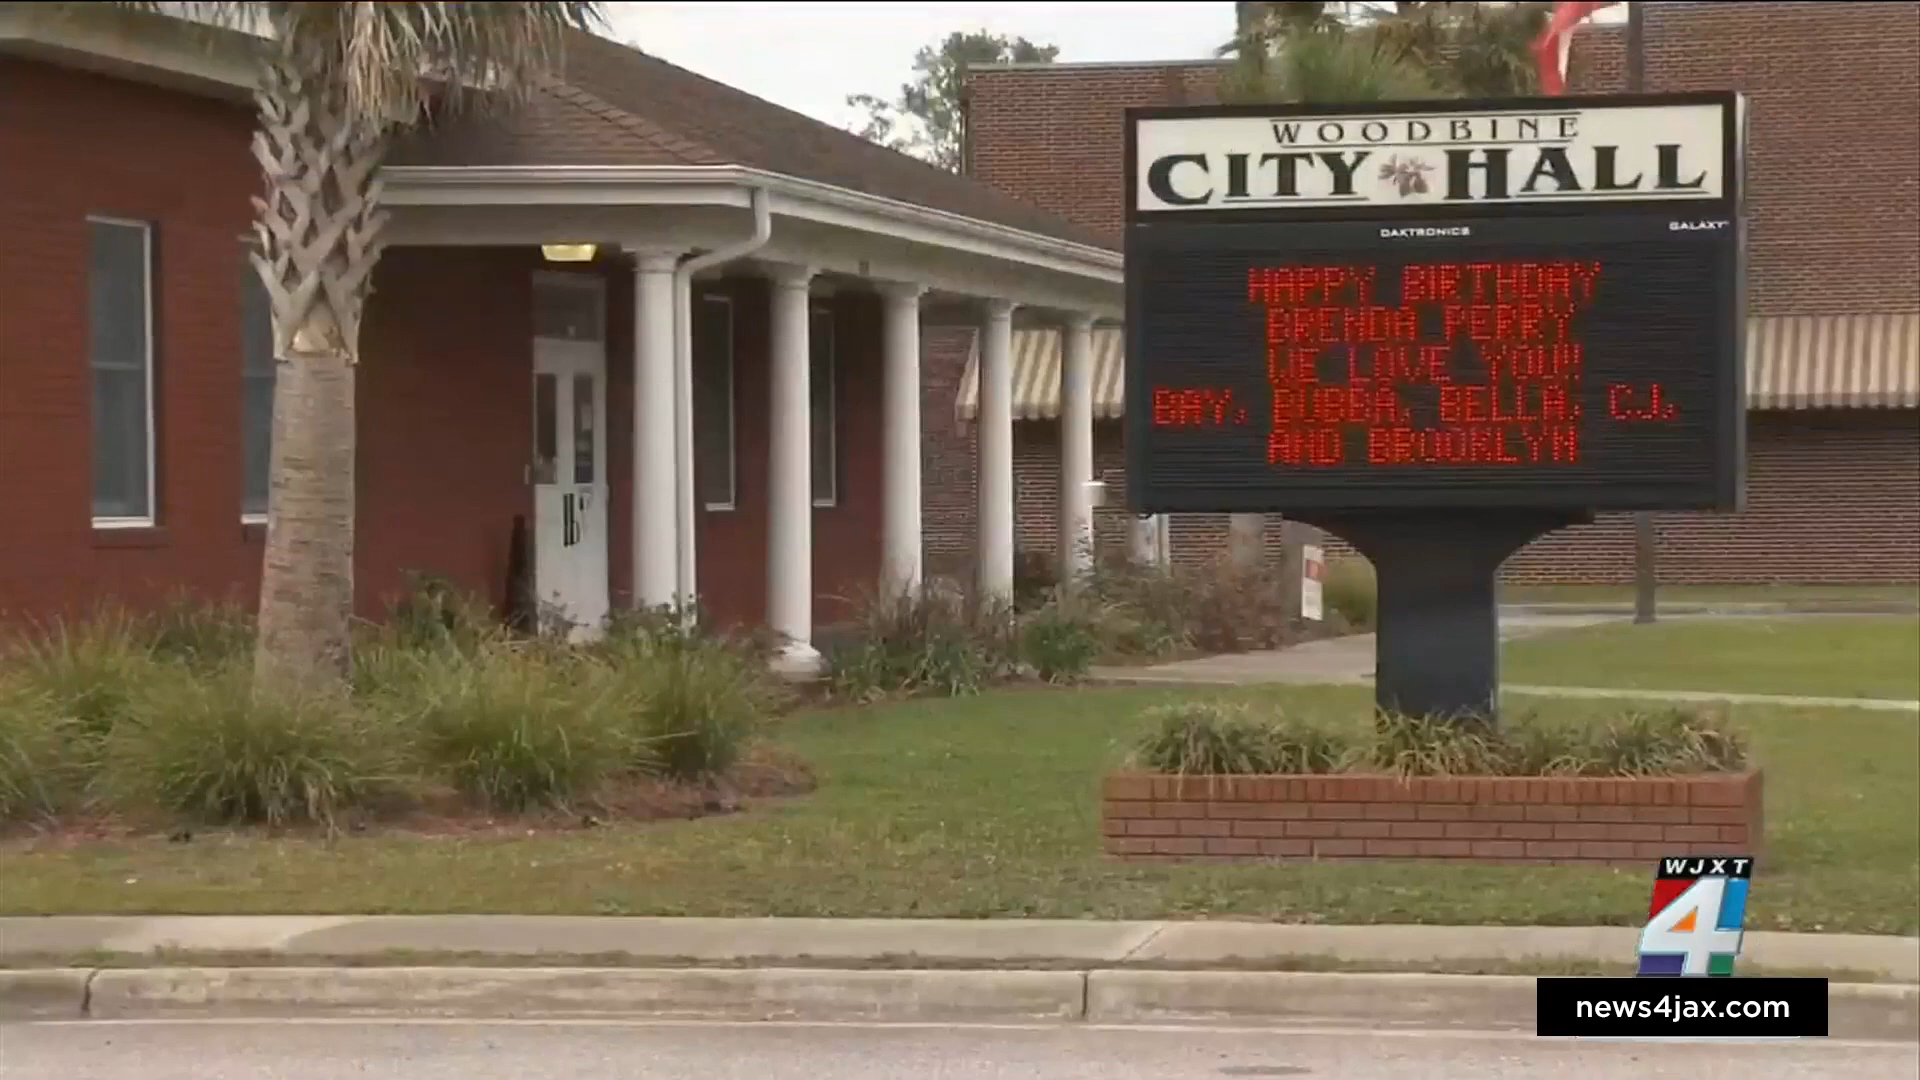 WOODBINE
CITY HALL
DAKTRONICS GALAXY
HAPPY BIRTHDAY
BRENDA PERRY
WE LOVE YOU!!
BAY, BUBBA, BELLA, C.J.,
AND BROOKLYN
WJXT
4
news4jax.com